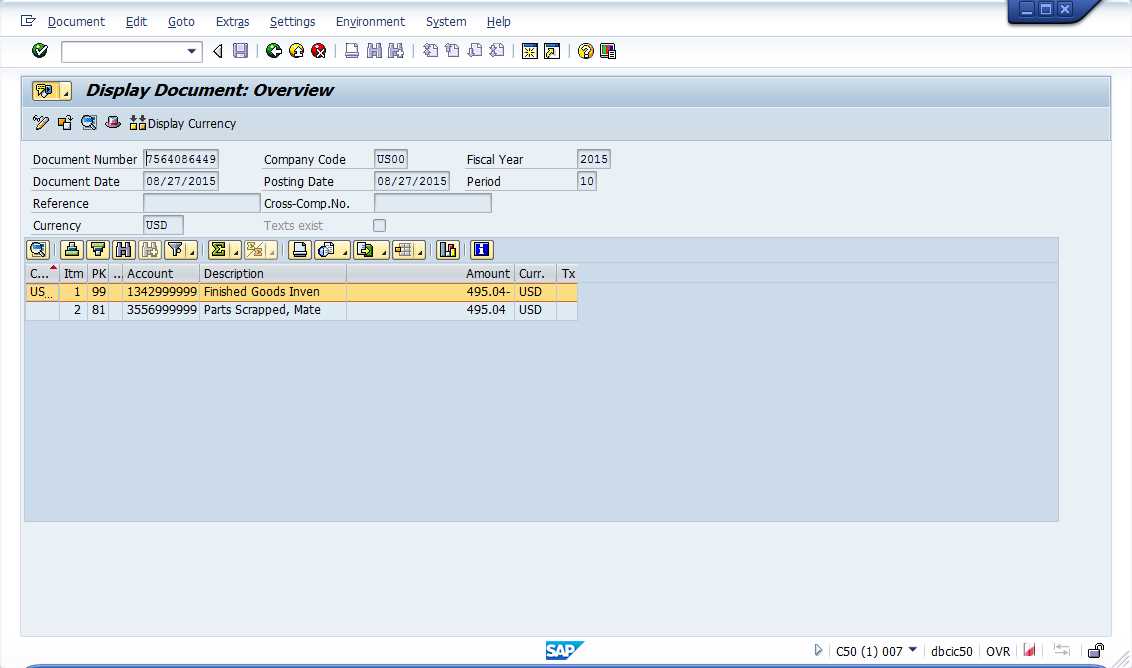 Document Edit Goto Extras Settings Environment System Help
Display Document: Overview
Display Currency
Document Number 7564086449 Company Code US00 Fiscal Year 2015
Document Date 08/27/2015 Posting Date 08/27/2015 Period 10
Reference Cross-Comp.No.
Currency USD Texts exist
C... Itm PK .. Account Description Amount Curr. Tx
US... 1 99 1342999999 Finished Goods Inven 495.04- USD
2 81 3556999999 Parts Scrapped, Mate 495.04 USD
SAP C50 (1) 007 dbcic50 OVR